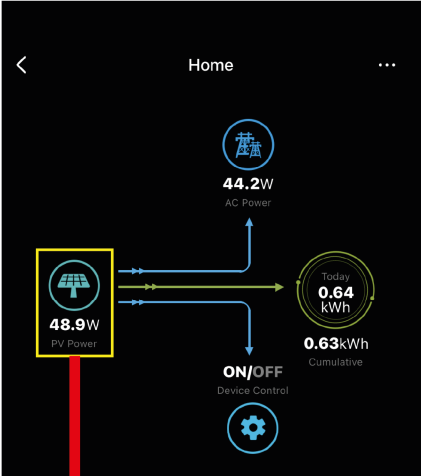 Home
44.2W
AC Power
Today
0.64
kWh
48.9W
PV Power
0.63kWh
Cumulative
ON/OFF
Device Control